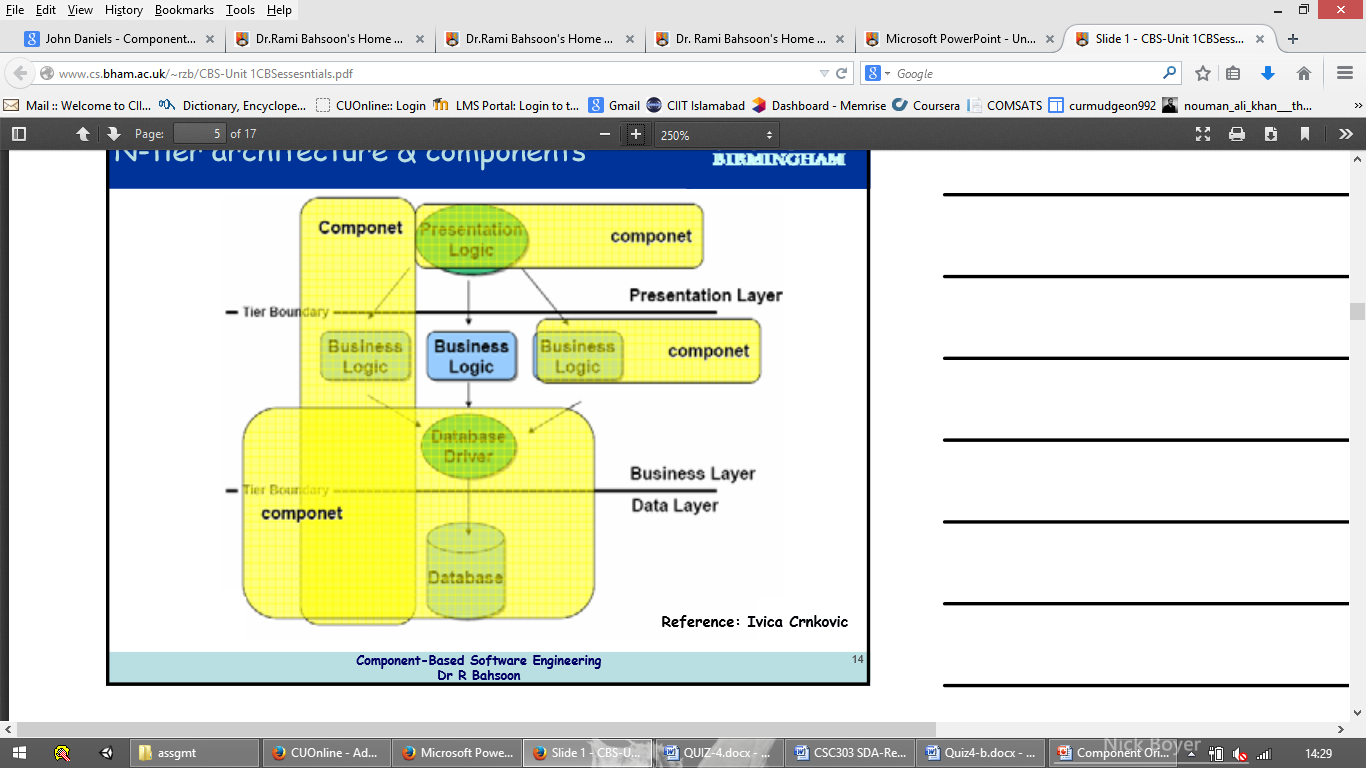 File Edit View History Bookmarks Tools Help
John Daniels - Component...
Dr.Rami Bahsoon's Home ...
Dr.Rami Bahsoon's Home ...
Dr. Rami Bahsoon's Home ...
Microsoft PowerPoint - Un...
Slide 1 - CBS-Unit 1CBSess...
www.cs.bham.ac.uk/~rzb/CBS-Unit 1CBSessesntials.pdf
Google
Mail :: Welcome to CII...
Dictionary, Encyclope...
CUOnline:: Login
LMS Portal: Login to t...
Gmail
CIIT Islamabad
Dashboard - Memrise
Coursera
COMSATS
curmudgeon992
nouman_ali_khan___th...
Page: 5 of 17
250%
N-Tier architecture & components
BIRMINGHAM
Componet
Presentation
Logic
componet
Presentation Layer
Tier Boundary
Business
Logic
Business
Logic
Business
Logic
componet
Database
Driver
Business Layer
Tier Boundary
Data Layer
componet
Database
Reference: Ivica Crnkovic
Component-Based Software Engineering
Dr R Bahsoon
14
assgmt
CUOnline - Ad...
Microsoft Powe...
Slide 1 - CBS-U...
QUIZ-4.docx - ...
CSC303 SDA-Re...
Quiz4-b.docx - ...
Component Ori...
Nick Boyer
14:29